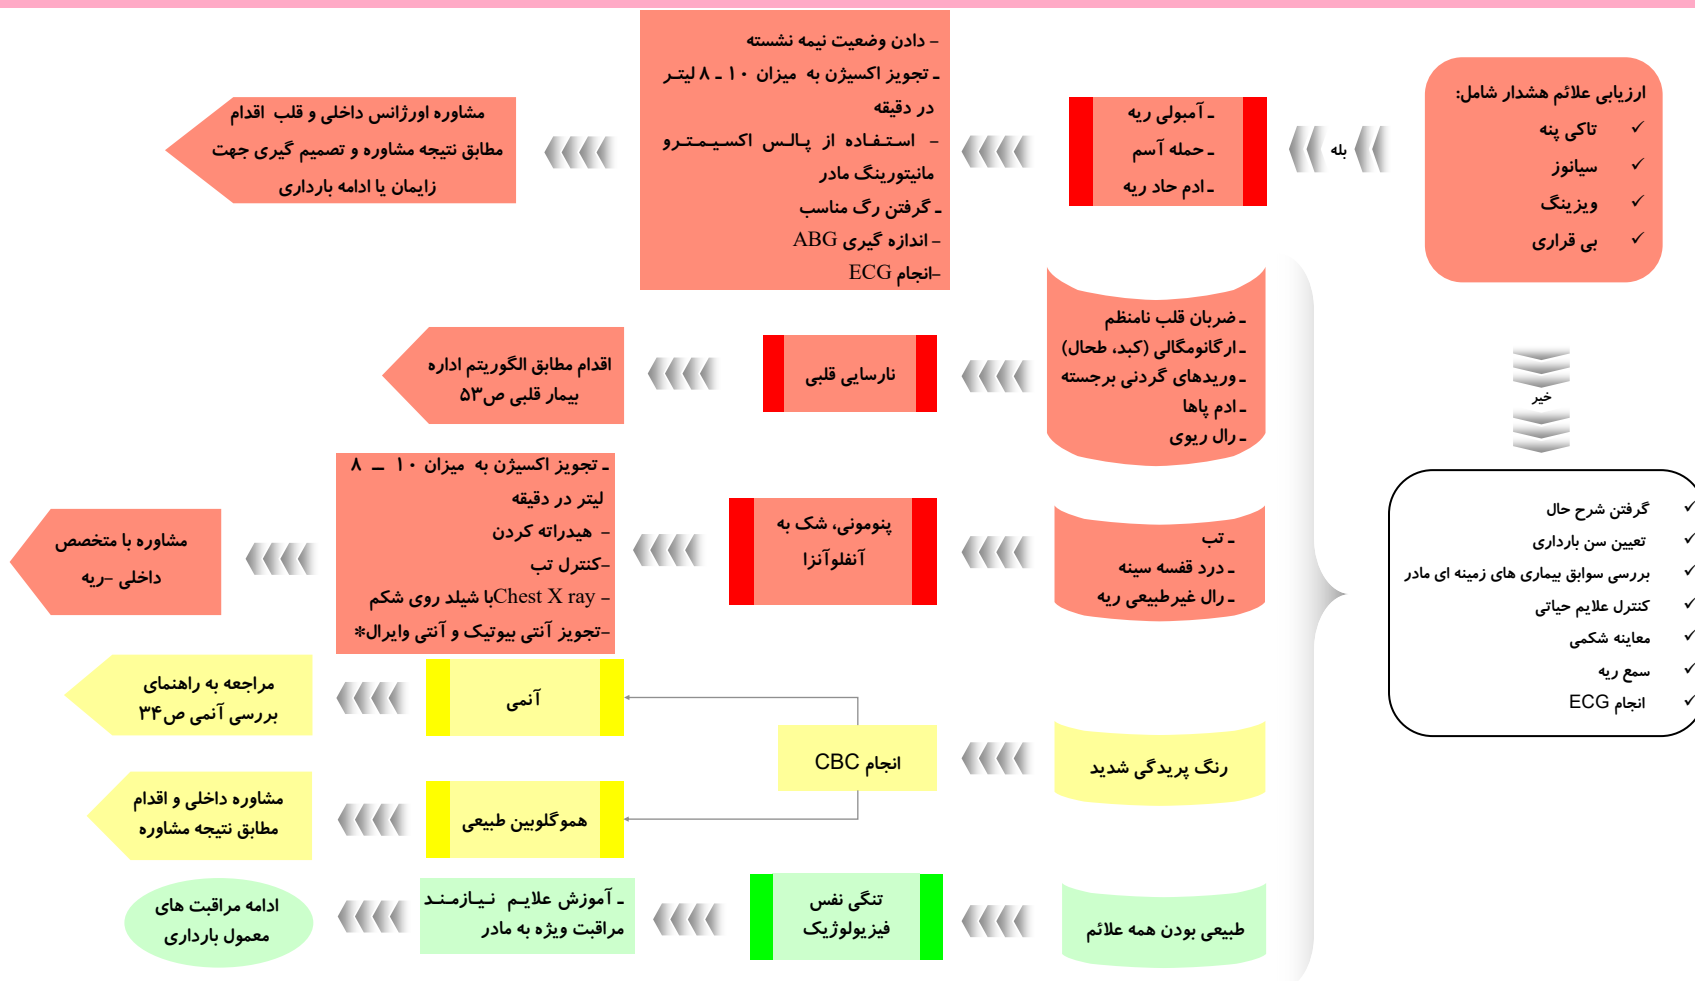 ارزیابی علائم هشدار شامل:
✓ تاکی پنه
✓ سیانوز
✓ ویزینگ
✓ بی قراری
بله
ـ آمبولی ریه
ـ حمله آسم
ـ ادم حاد ریه
- دادن وضعیت نیمه نشسته
ـ تجویز اکسیژن به میزان ۱۰ ـ ۸ لیتر
در دقیقه
- استفاده از پالس اکسیمترو
مانیتورینگ مادر
ـ گرفتن رگ مناسب
- اندازه گیری ABG
-انجام ECG
مشاوره اورژانس داخلی و قلب اقدام
مطابق نتیجه مشاوره و تصمیم گیری جهت
زایمان یا ادامه بارداری
خیر
✓ گرفتن شرح حال
✓ تعیین سن بارداری
✓ بررسی سوابق بیماری های زمینه ای مادر
✓ کنترل علایم حیاتی
✓ معاینه شکمی
✓ سمع ریه
✓ انجام ECG
ـ ضربان قلب نامنظم
ـ ارگانومگالی (کبد، طحال)
ـ وریدهای گردنی برجسته
ـ ادم پاها
ـ رال ریوی
نارسایی قلبی
اقدام مطابق الگوریتم اداره
بیمار قلبی ص۵۳
ـ تب
ـ درد قفسه سینه
ـ رال غیرطبیعی ریه
پنومونی، شک به
آنفلوآنزا
ـ تجویز اکسیژن به میزان ۱۰ ــ ۸
لیتر در دقیقه
- هیدراته کردن
-کنترل تب
- Chest X rayبا شیلد روی شکم
-تجویز آنتی بیوتیک و آنتی وایرال*
مشاوره با متخصص
داخلی -ریه
رنگ پریدگی شدید
انجام CBC
آنمی
مراجعه به راهنمای
بررسی آنمی ص۳۴
هموگلوبین طبیعی
مشاوره داخلی و اقدام
مطابق نتیجه مشاوره
طبیعی بودن همه علائم
تنگی نفس
فیزیولوژیک
ـ آموزش علایم نیازمند
مراقبت ویژه به مادر
ادامه مراقبت های
معمول بارداری